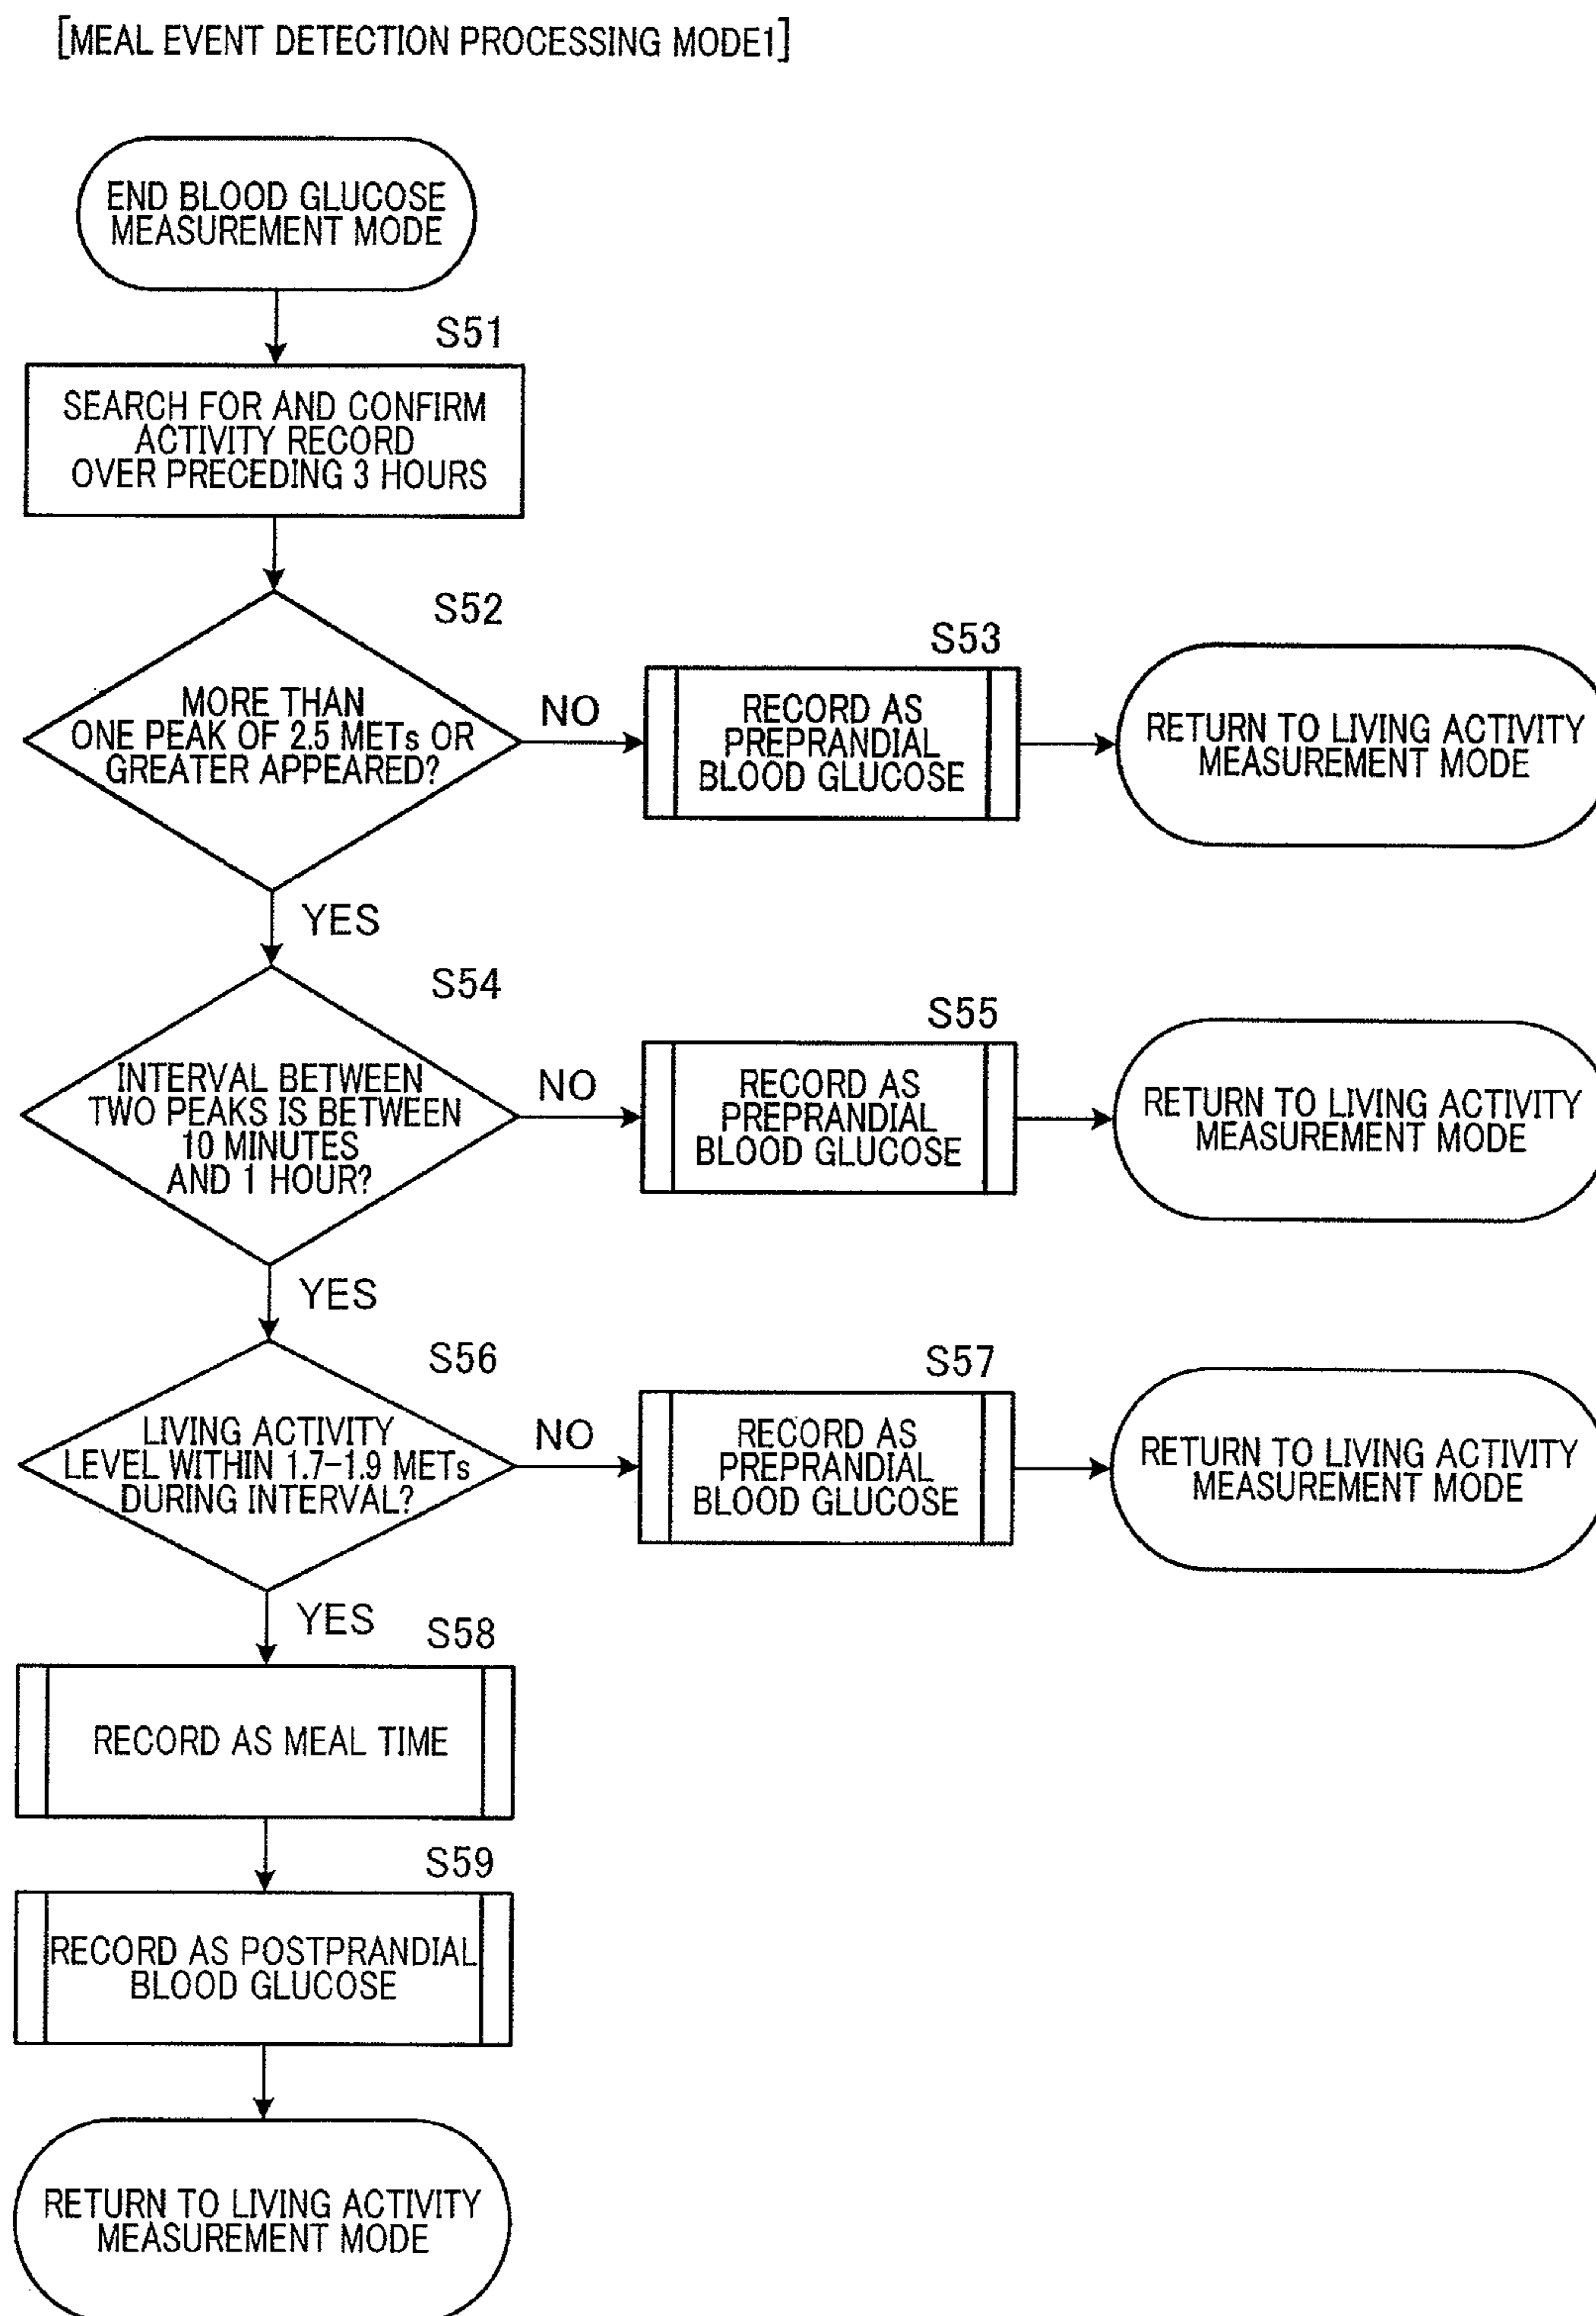 [MEAL EVENT DETECTION PROCESSING MODE1]
END BLOOD GLUCOSE
MEASUREMENT MODE
S51
SEARCH FOR AND CONFIRM
ACTIVITY RECORD
OVER PRECEDING 3 HOURS
S52
MORE THAN
ONE PEAK OF 2.5 METs OR
GREATER APPEARED?
NO
S53
RECORD AS
PREPRANDIAL
BLOOD GLUCOSE
RETURN TO LIVING ACTIVITY
MEASUREMENT MODE
YES
S54
INTERVAL BETWEEN
TWO PEAKS IS BETWEEN
10 MINUTES
AND 1 HOUR?
NO
S55
RECORD AS
PREPRANDIAL
BLOOD GLUCOSE
RETURN TO LIVING ACTIVITY
MEASUREMENT MODE
YES
S56
LIVING ACTIVITY
LEVEL WITHIN 1.7-1.9 METs
DURING INTERVAL?
NO
S57
RECORD AS
PREPRANDIAL
BLOOD GLUCOSE
RETURN TO LIVING ACTIVITY
MEASUREMENT MODE
YES
S58
RECORD AS MEAL TIME
S59
RECORD AS POSTPRANDIAL
BLOOD GLUCOSE
RETURN TO LIVING ACTIVITY
MEASUREMENT MODE